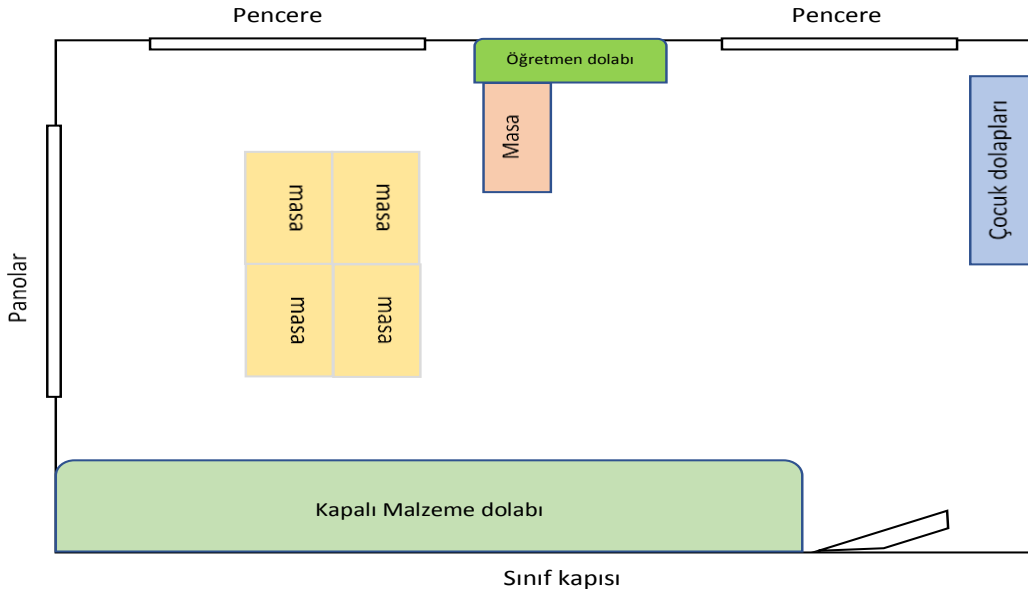 Pencere
Pencere
Öğretmen dolabı
Masa
Çocuk dolapları
masa
masa
Panolar
masa
masa
Kapalı Malzeme dolabı
Sınıf kapısı